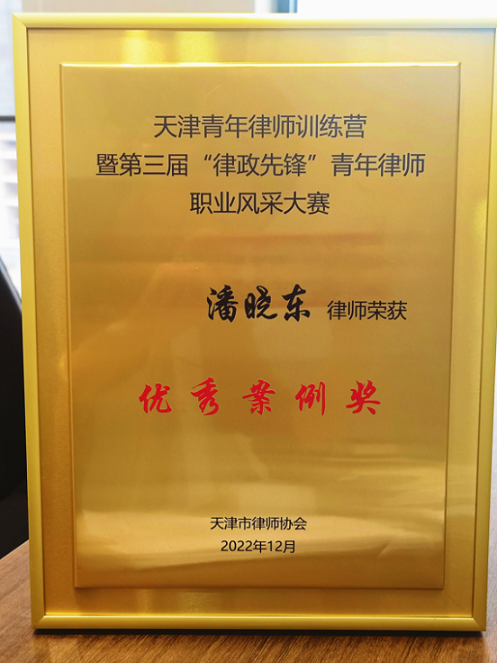 天津青年律师训练营
暨第三届“律政先锋”青年律师
职业风采大赛
潘晓东 律师荣获
优秀案例奖
天津市律师协会
2022年12月